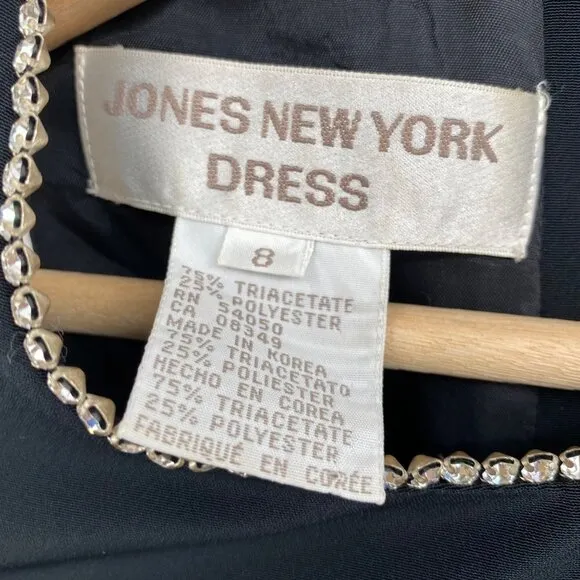 JONES NEW YORK
DRESS
8
75% TRIACETATE
25% POLYESTER
RN 54050
CA 08349
MADE IN KOREA
75% TRIACETATO
25% POLIESTER
HECHO EN COREA
75% TRIACETATE
25% POLYESTER
FABRIQUÉ EN CORÉE